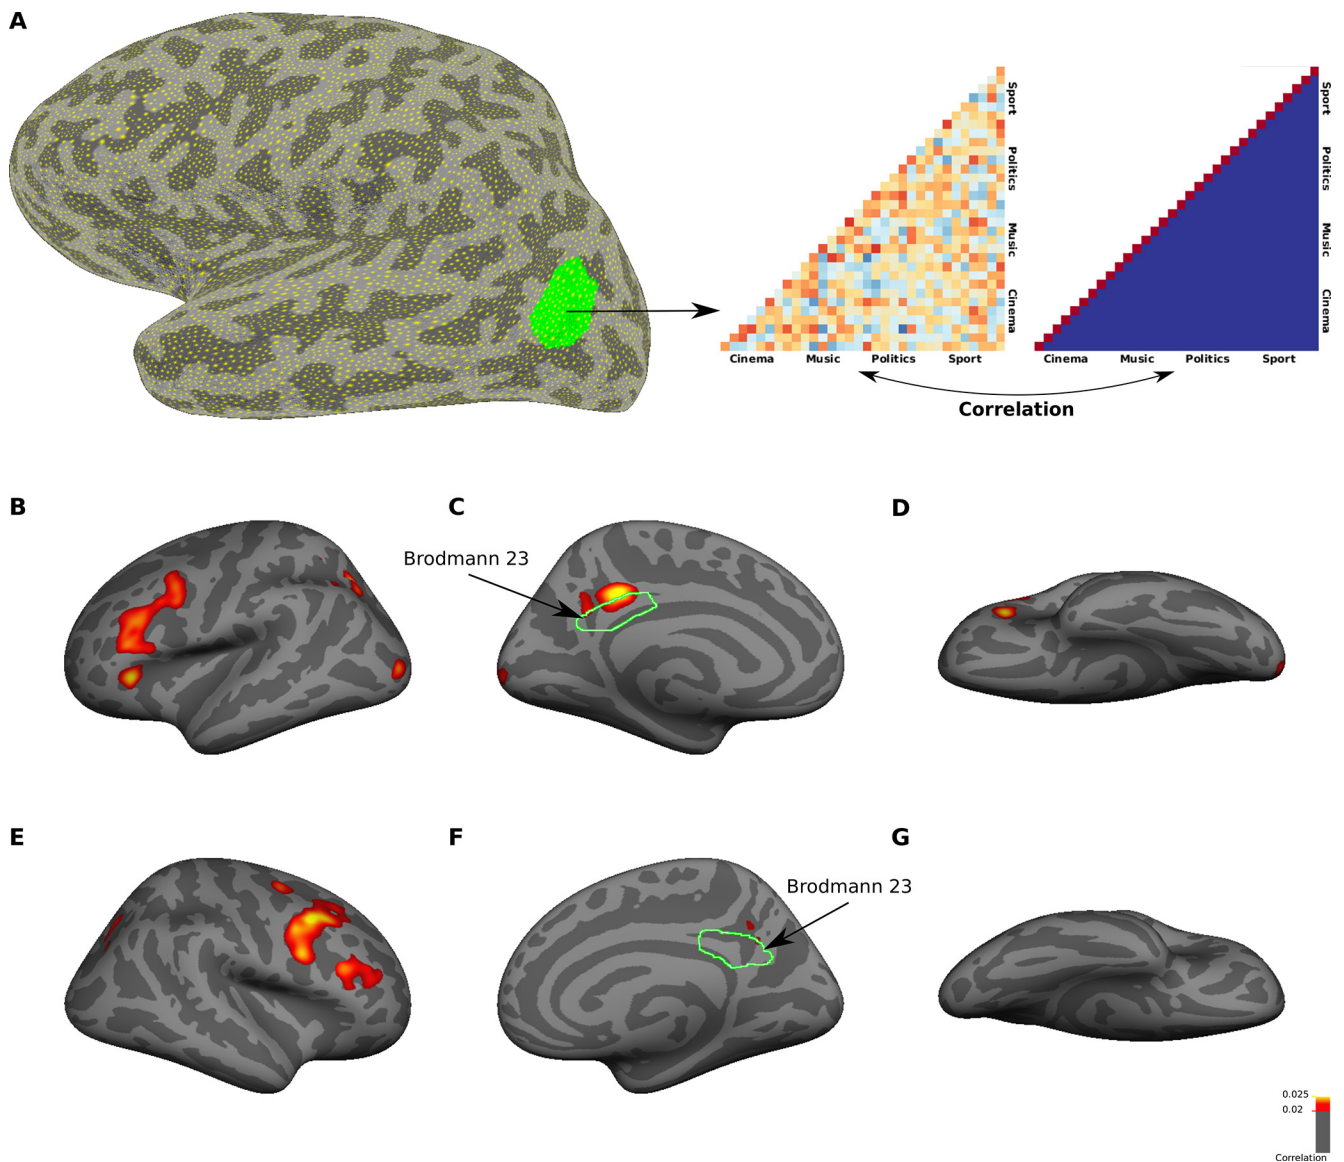 A
Sport
Politics
Music
Cinema
Cinema Music Politics Sport
Sport
Politics
Music
Cinema
Cinema Music Politics Sport
Correlation
B
C
D
Brodmann 23
E
F
G
Brodmann 23
0.025
0.02
Correlation